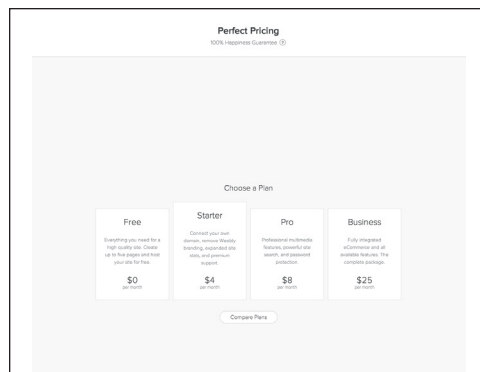 Perfect Pricing
100% Happiness Guarantee ?
Choose a Plan
Free
Everything you need for a
high quality site. Create
up to five pages and host
your site for free.
$0
per month
Starter
Connect your own
domain, remove Weebly
branding, expanded site
stats, and premium
support.
$4
per month
Pro
Professional multimedia
features, powerful site
search, and password
protection
$8
per month
Business
Fully integrated
eCommerce and all
available features. The
complete package.
$25
per month
Compare Plans